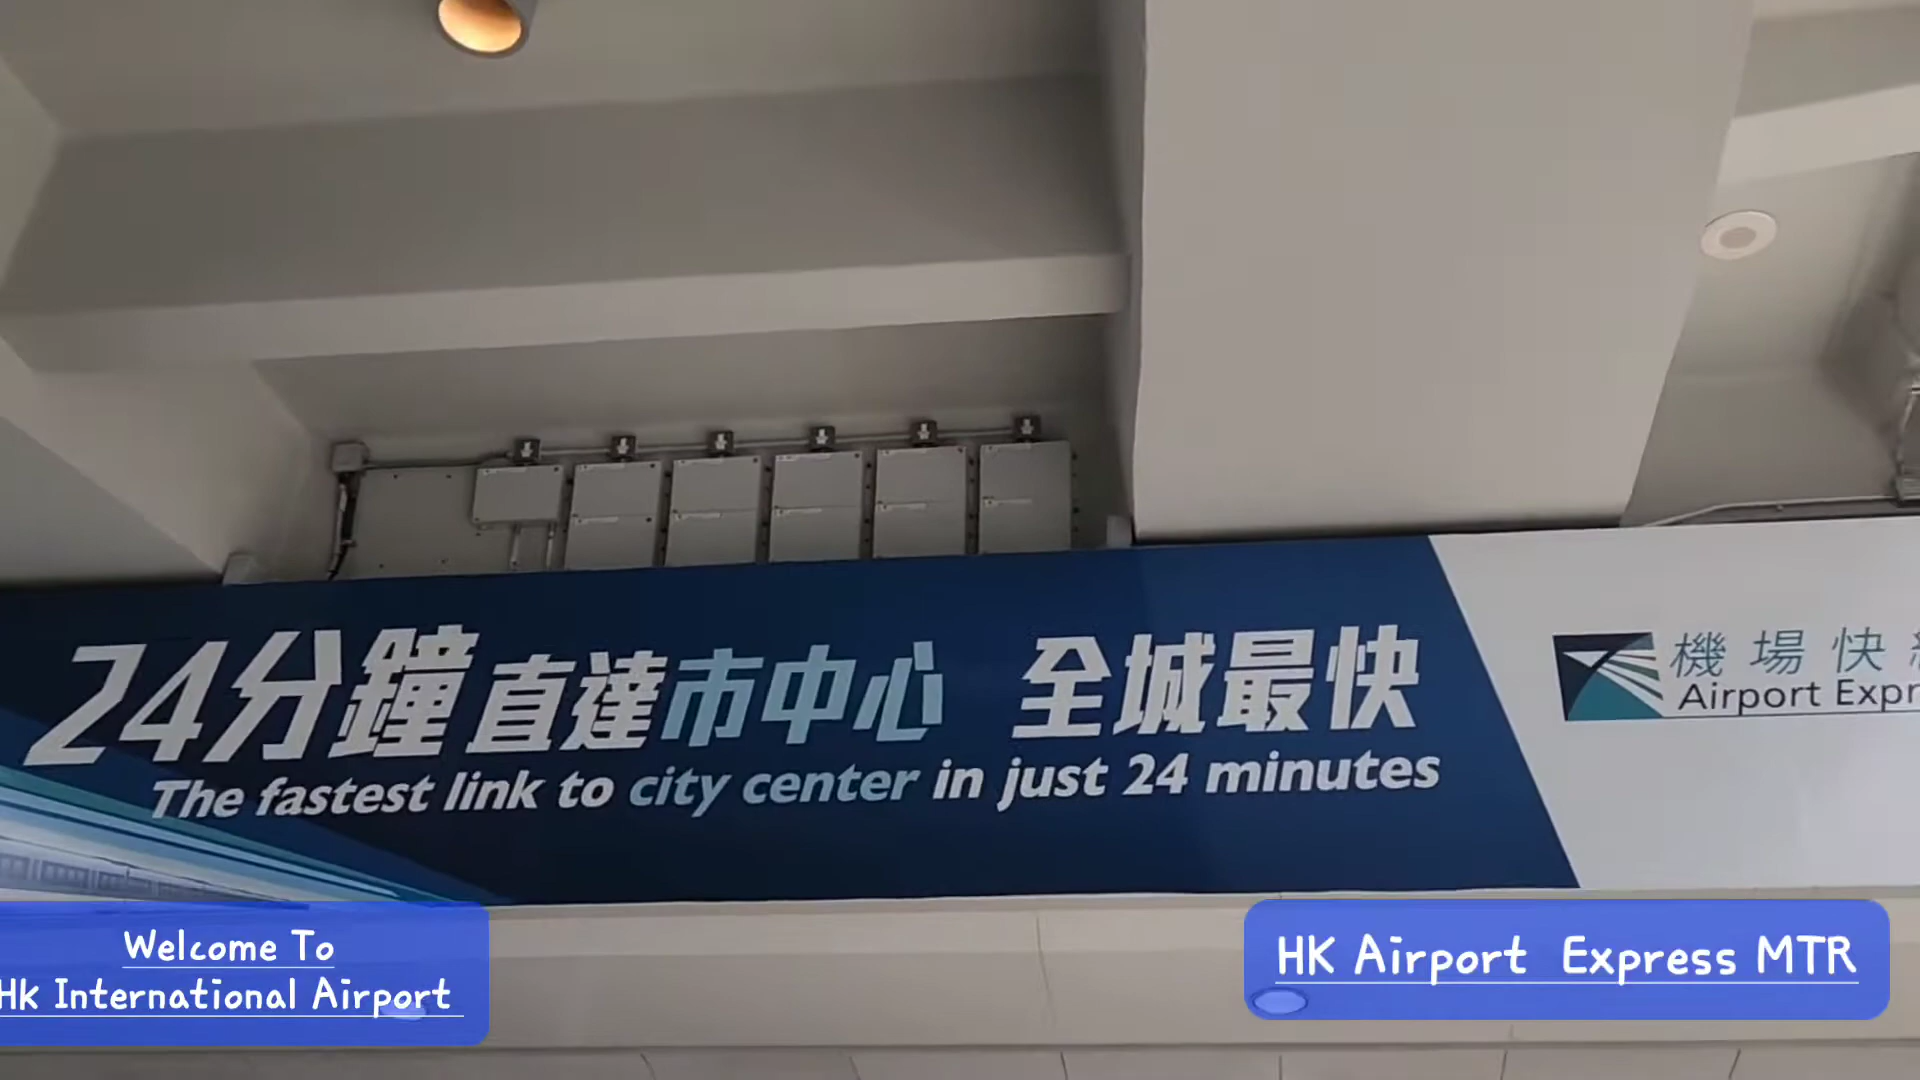 24分鐘直達市中心 全城最快
The fastest link to city center in just 24 minutes
機場快
Airport
Welcome To
HK International Airport
HK Airport Express MTR